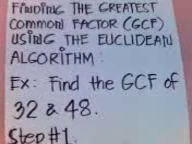 FINDING THE GREATEST
COMMON FACTOR (GCF)
USING THE EUCLIDEAN
ALGORITHM:
Ex: Find the GCF of
32 & 48.
Step #1.